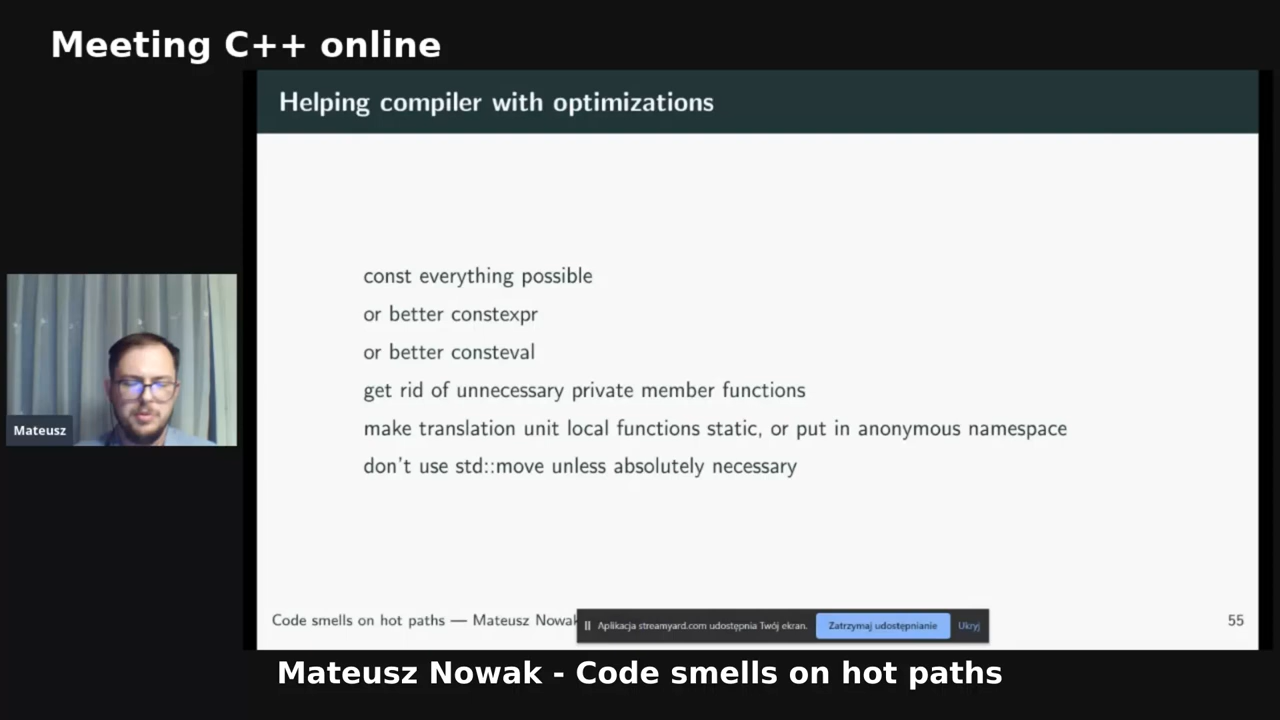 Meeting C++ online
Helping compiler with optimizations
const everything possible
or better constexpr
or better consteval
get rid of unnecessary private member functions
make translation unit local functions static, or put in anonymous namespace
don't use std::move unless absolutely necessary
Mateusz
Code smells on hot paths — Mateusz Nowak
Aplikacja streamyard.com udostępnia Twój ekran.
Zatrzymaj udostępnianie
Ukryj
55
Mateusz Nowak - Code smells on hot paths